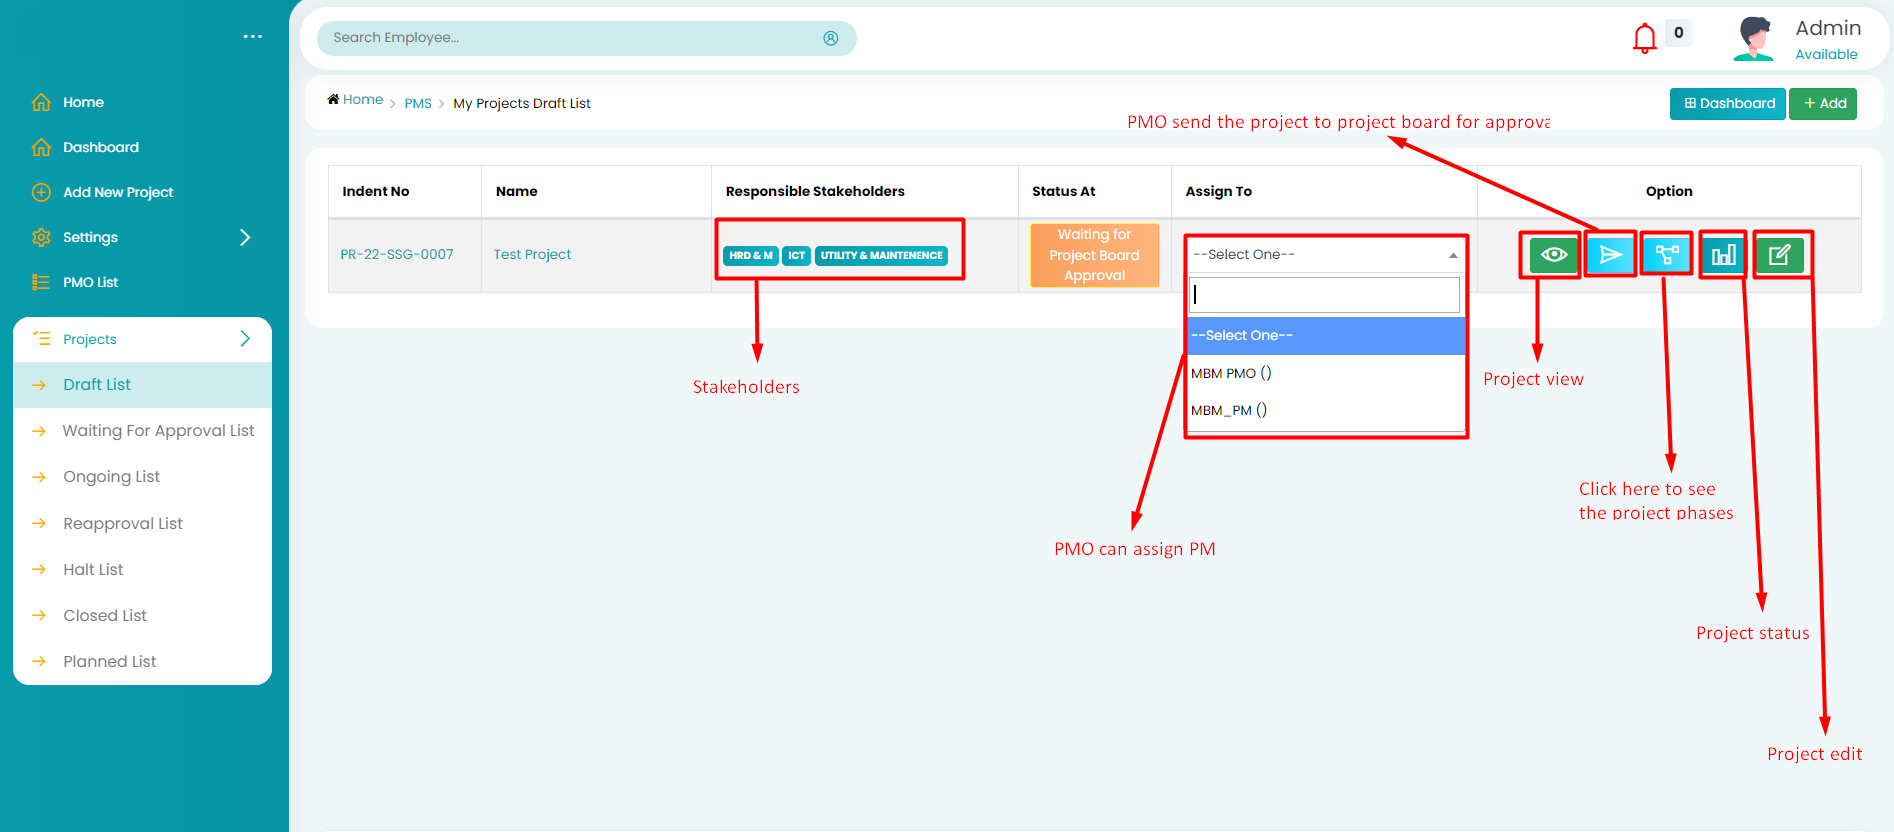 Search Employee...
0
Admin
Available
Home
Dashboard
Add New Project
Settings
PMO List
Projects
Draft List
Waiting For Approval List
Ongoing List
Reapproval List
Halt List
Closed List
Planned List
Home > PMS > My Projects Draft List
Dashboard
+ Add
PMO send the project to project board for approva
Indent No
Name
Responsible Stakeholders
Status At
Assign To
Option
PR-22-SSG-0007
Test Project
HRD & M
ICT
UTILITY & MAINTENENCE
Waiting for
Project Board
Approval
--Select One--
--Select One--
MBM PMO ()
MBM_PM ()
Stakeholders
Project view
Click here to see
the project phases
PMO can assign PM
Project status
Project edit